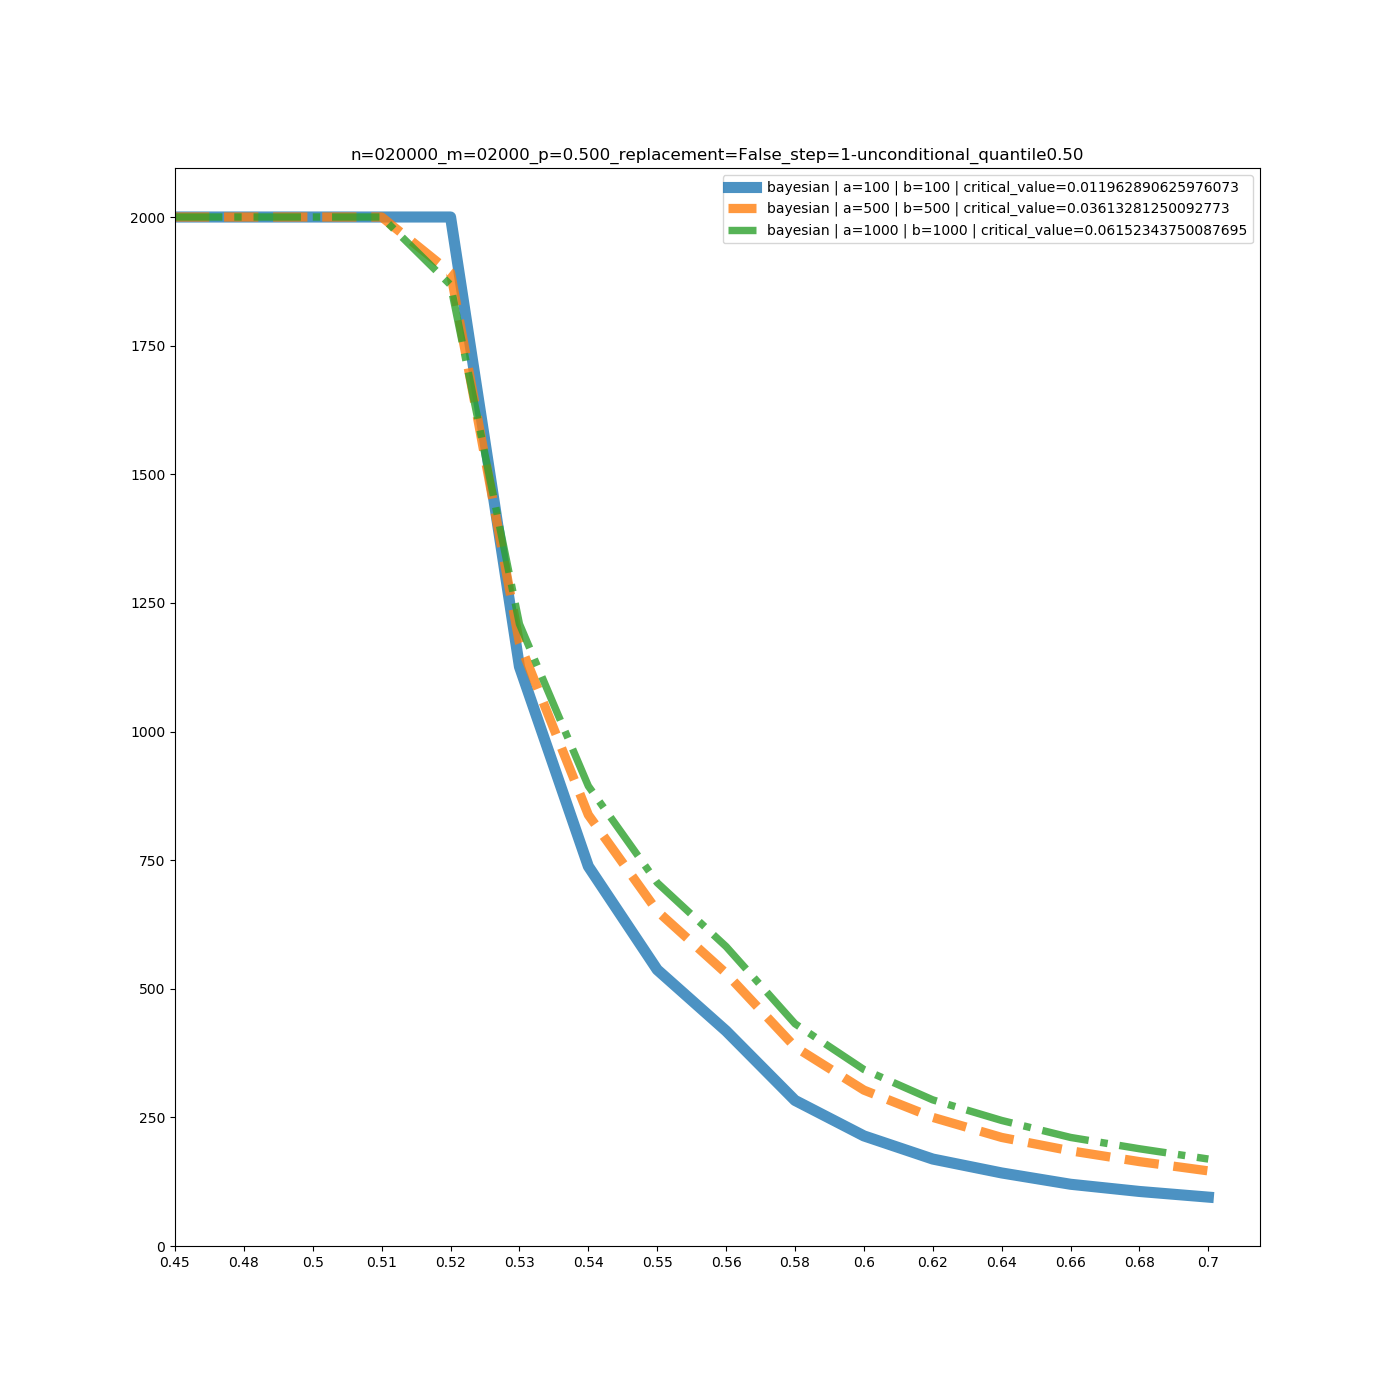 n=020000_m=02000_p=0.500_replacement=False_step=1-unconditional_quantile0.50
bayesian | a=100 | b=100 | critical_value=0.011962890625976073
bayesian | a=500 | b=500 | critical_value=0.03613281250092773
bayesian | a=1000 | b=1000 | critical_value=0.06152343750087695
2000
1750
1500
1250
1000
750
500
250
0
0.45 0.48 0.5 0.51 0.52 0.53 0.54 0.55 0.56 0.58 0.6 0.62 0.64 0.66 0.68 0.7